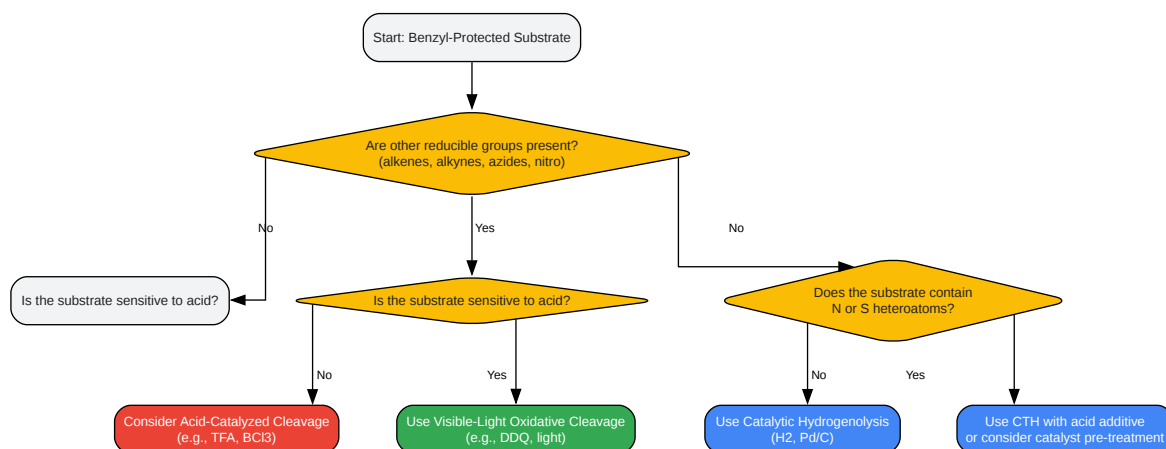 Start: Benzyl-Protected Substrate
Are other reducible groups present?
(alkenes, alkynes, azides, nitro)
No
Yes
No
Is the substrate sensitive to acid?
Is the substrate sensitive to acid?
Does the substrate contain
N or S heteroatoms?
No
Yes
No
Yes
Consider Acid-Catalyzed Cleavage
(e.g., TFA, BCl3)
Use Visible-Light Oxidative Cleavage
(e.g., DDQ, light)
Use Catalytic Hydrogenolysis
(H2, Pd/C)
Use CTH with acid additive
or consider catalyst pre-treatment